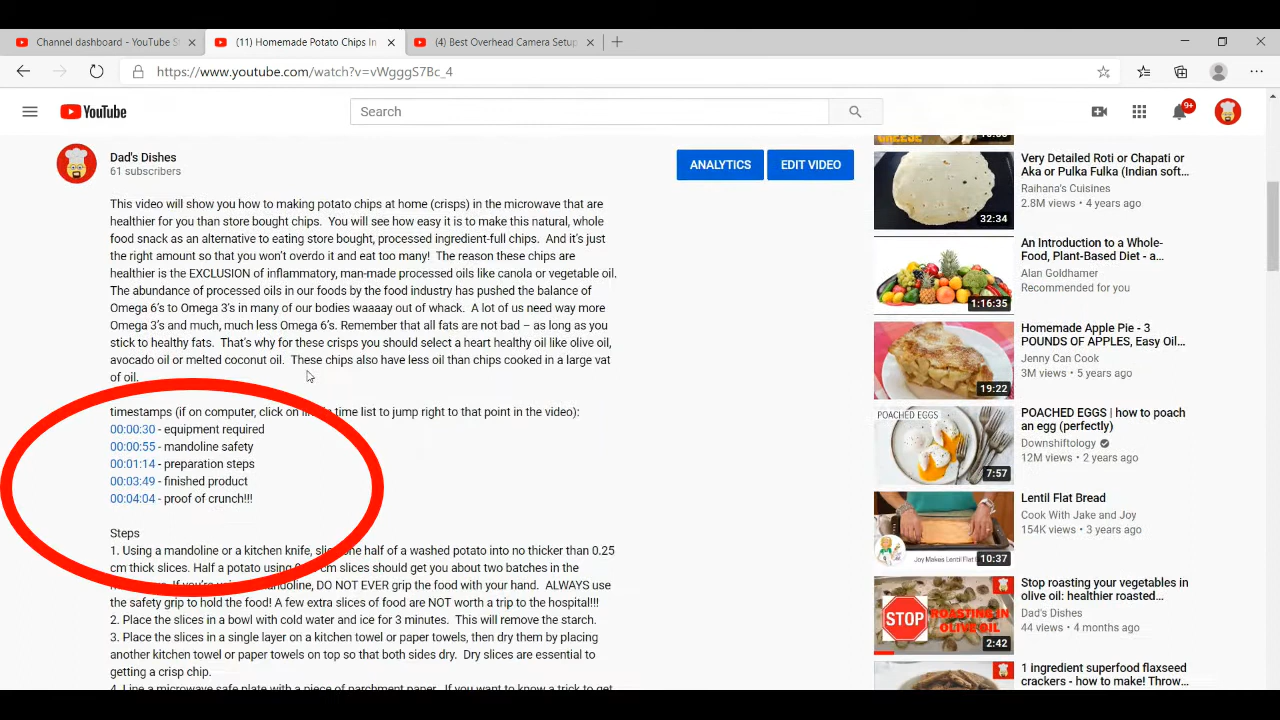 Channel dashboard - YouTube S
(11) Homemade Potato Chips In
(4) Best Overhead Camera Setup
https://www.youtube.com/watch?v=vWgggS7Bc_4
YouTube
Search
9+
Dad's Dishes
61 subscribers
ANALYTICS
EDIT VIDEO
This video will show you how to making potato chips at home (crisps) in the microwave that are
healthier for you than store bought chips. You will see how easy it is to make this natural, whole
food snack as an alternative to eating store bought, processed ingredient-full chips. And it's just
the right amount so that you won't overdo it and eat too many! The reason these chips are
healthier is the EXCLUSION of inflammatory, man-made processed oils like canola or vegetable oil.
The abundance of processed oils in our foods by the food industry has pushed the balance of
Omega 6's to Omega 3's in many of our bodies waaaay out of whack. A lot of us need way more
Omega 3's and much, much less Omega 6's. Remember that all fats are not bad – as long as you
stick to healthy fats. That's why for these crisps you should select a heart healthy oil like olive oil,
avocado oil or melted coconut oil. These chips also have less oil than chips cooked in a large vat
of oil.
timestamps (if on computer, click on time list to jump right to that point in the video):
00:00:30 - equipment required
00:00:55 - mandoline safety
00:01:14 - preparation steps
00:03:49 - finished product
00:04:04 - proof of crunch!!!
Steps
1. Using a mandoline or a kitchen knife, slice one half of a washed potato into no thicker than 0.25
cm thick slices. Half a potato slices should get you about two batches in the
If you're DO NOT EVER grip the food with your hand. ALWAYS use
the safety grip to hold the food! A few extra slices of food are NOT worth a trip to the hospital!!!
2. Place the slices in a bowl with cold water and ice for 3 minutes. This will remove the starch.
3. Place the slices in a single layer on a kitchen towel or paper towels, then dry them by placing
another kitchen towel or paper towel on top so that both sides dry. Dry slices are essential to
getting a crisp chip.
4. Line a microwave safe plate with a piece of parchment paper. If you want to know a trick to get
Very Detailed Roti or Chapati or
Aka or Pulka Fulka (Indian soft...
Raihana's Cuisines
2.8M views • 4 years ago
32:34
An Introduction to a Whole-
Food, Plant-Based Diet - a...
Alan Goldhamer
Recommended for you
1:16:35
Homemade Apple Pie - 3
POUNDS OF APPLES, Easy Oil...
Jenny Can Cook
3M views • 5 years ago
19:22
POACHED EGGS
POACHED EGGS | how to poach
an egg (perfectly)
Downshiftology
12M views • 2 years ago
7:57
Lentil Flat Bread
Cook With Jake and Joy
154K views • 3 years ago
Joy Makes Lentil Flat
10:37
Stop roasting your vegetables in
olive oil: healthier roasted...
Dad's Dishes
44 views • 4 months ago
STOP
ROASTING IN
OLIVE OIL
2:42
1 ingredient superfood flaxseed
crackers - how to make! Throw...